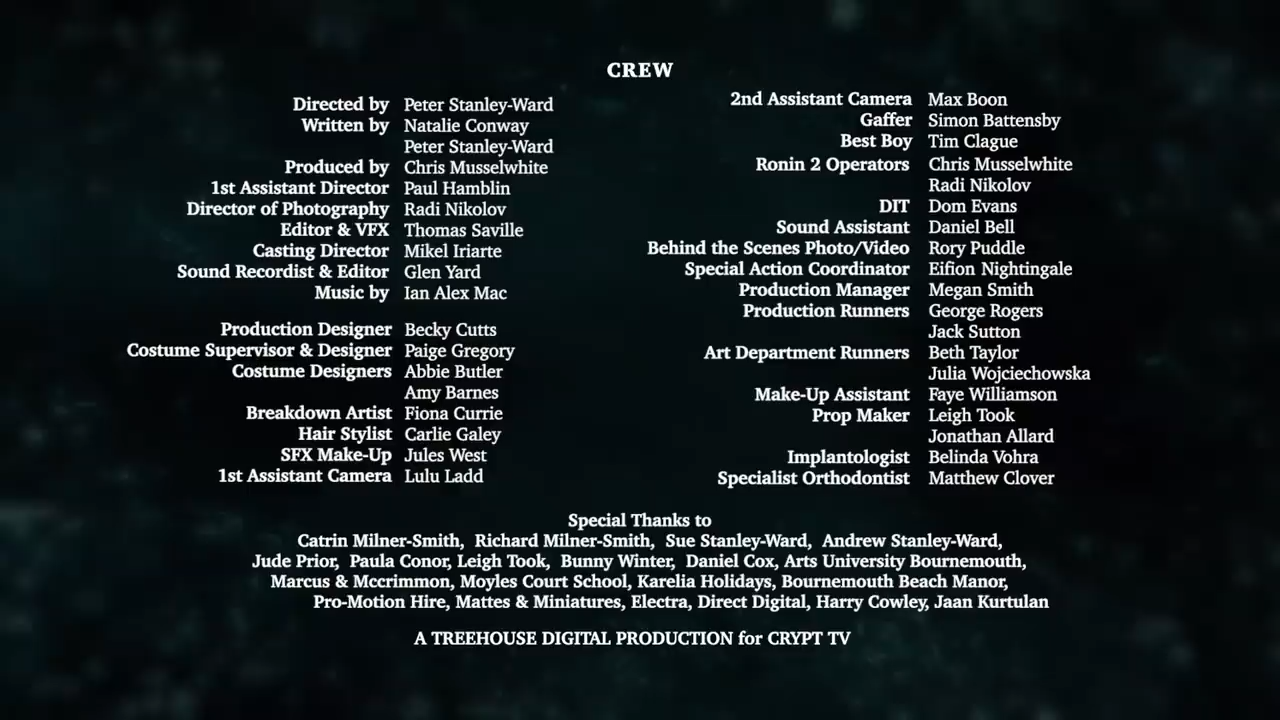 CREW
Directed by Peter Stanley-Ward
Written by Natalie Conway
Peter Stanley-Ward
Produced by Chris Musselwhite
1st Assistant Director Paul Hamblin
Director of Photography Radi Nikolov
Editor & VFX Thomas Saville
Casting Director Mikel Iriarte
Sound Recordist & Editor Glen Yard
Music by Ian Alex Mac
Production Designer Becky Cutts
Costume Supervisor & Designer Paige Gregory
Costume Designers Abbie Butler
Amy Barnes
Breakdown Artist Fiona Currie
Hair Stylist Carlie Galey
SFX Make-Up Jules West
1st Assistant Camera Lulu Ladd
2nd Assistant Camera Max Boon
Gaffer Simon Battensby
Best Boy Tim Clague
Ronin 2 Operators Chris Musselwhite
Radi Nikolov
DIT Dom Evans
Sound Assistant Daniel Bell
Behind the Scenes Photo/Video Rory Puddle
Special Action Coordinator Eifion Nightingale
Production Manager Megan Smith
Production Runners George Rogers
Jack Sutton
Art Department Runners Beth Taylor
Julia Wojciechowska
Make-Up Assistant Faye Williamson
Prop Maker Leigh Took
Jonathan Allard
Implantologist Belinda Vohra
Specialist Orthodontist Matthew Clover
Special Thanks to
Catrin Milner-Smith, Richard Milner-Smith, Sue Stanley-Ward, Andrew Stanley-Ward,
Jude Prior, Paula Conor, Leigh Took, Bunny Winter, Daniel Cox, Arts University Bournemouth,
Marcus & Mccrimmon, Moyles Court School, Karelia Holidays, Bournemouth Beach Manor,
Pro-Motion Hire, Mattes & Miniatures, Electra, Direct Digital, Harry Cowley, Jaan Kurtulan
A TREEHOUSE DIGITAL PRODUCTION for CRYPT TV